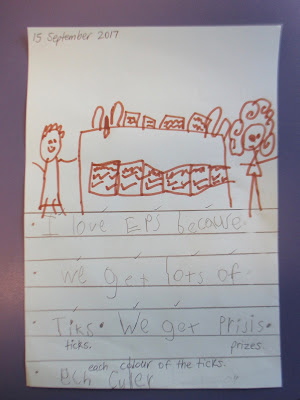 15 September 2017
I love EPS because
we get lots of
Tiks. We get prisis.
ticks. prizes.
each colour of the ticks.
ech culer